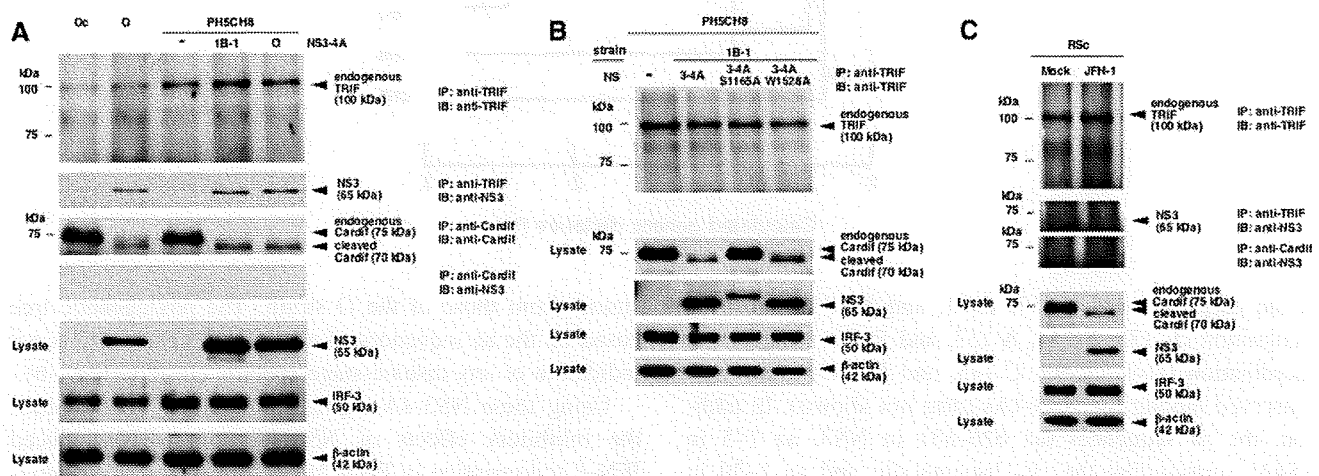 A
Oc O PH5CH8
- 1B-1 O NS3-4A
kDa
100
75
endogenous
TRIF
(100 kDa)
IP: anti-TRIF
IB: anti-TRIF
NS3
(65 kDa)
IP: anti-TRIF
IB: anti-NS3
kDa
75
endogenous
Cardif (75 kDa)
cleaved
Cardif (70 kDa)
IP: anti-Cardif
IB: anti-Cardif
IP: anti-Cardif
IB: anti-NS3
Lysate
NS3
(65 kDa)
Lysate
IRF-3
(50 kDa)
β-actin
(42 kDa)
B
PH5CH8
strain 1B-1
NS - 3-4A 3-4A S1165A 3-4A W1528A
IP: anti-TRIF
IB: anti-TRIF
kDa
100
75
endogenous
TRIF
(100 kDa)
kDa
75
Lysate
endogenous
Cardif (75 kDa)
cleaved
Cardif (70 kDa)
Lysate
NS3
(65 kDa)
Lysate
IRF-3
(50 kDa)
Lysate
β-actin
(42 kDa)
C
RSc
Mock JFH-1
kDa
100
75
endogenous
TRIF
(100 kDa)
IP: anti-TRIF
IB: anti-TRIF
kDa
75
NS3
(65 kDa)
IP: anti-TRIF
IB: anti-NS3
75
IP: anti-Cardif
IB: anti-NS3
Lysate
kDa
75
endogenous
Cardif (75 kDa)
cleaved
Cardif (70 kDa)
Lysate
NS3
(65 kDa)
Lysate
IRF-3
(50 kDa)
Lysate
β-actin
(42 kDa)